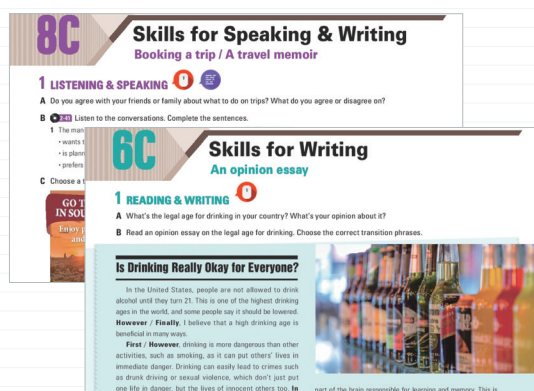 8C
Skills for Speaking & Writing
Booking a trip / A travel memoir
1 LISTENING & SPEAKING
A Do you agree with your friends or family about what to do on trips? What do you agree or disagree on?
B 2-41 Listen to the conversations. Complete the sentences.
1 The man
• wants t
• is plann
• prefers
C Choose a t
GO T
IN SOU
Enjoy p
and
6C
Skills for Writing
An opinion essay
1 READING & WRITING
A What's the legal age for drinking in your country? What's your opinion about it?
B Read an opinion essay on the legal age for drinking. Choose the correct transition phrases.
Is Drinking Really Okay for Everyone?
In the United States, people are not allowed to drink
alcohol until they turn 21. This is one of the highest drinking
ages in the world, and some people say it should be lowered.
However / Finally, I believe that a high drinking age is
beneficial in many ways.
First / However, drinking is more dangerous than other
activities, such as smoking, as it can put others' lives in
immediate danger. Drinking can easily lead to crimes such
as drunk driving or sexual violence, which don't just put
one life in danger, but the lives of innocent others too. In
part of the brain responsible for learning and memory. This is